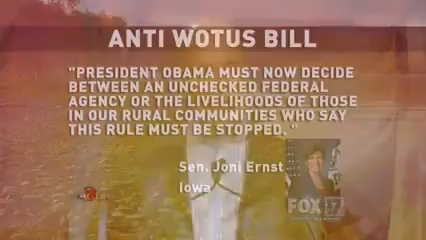 ANTI WOTUS BILL
"PRESIDENT OBAMA MUST NOW DECIDE
BETWEEN AN UNCHECKED FEDERAL
AGENCY OR THE LIVELIHOODS OF THOSE
IN OUR RURAL COMMUNITIES WHO SAY
THIS RULE MUST BE STOPPED. "
Sen. Joni Ernst
Iowa
FOX 17